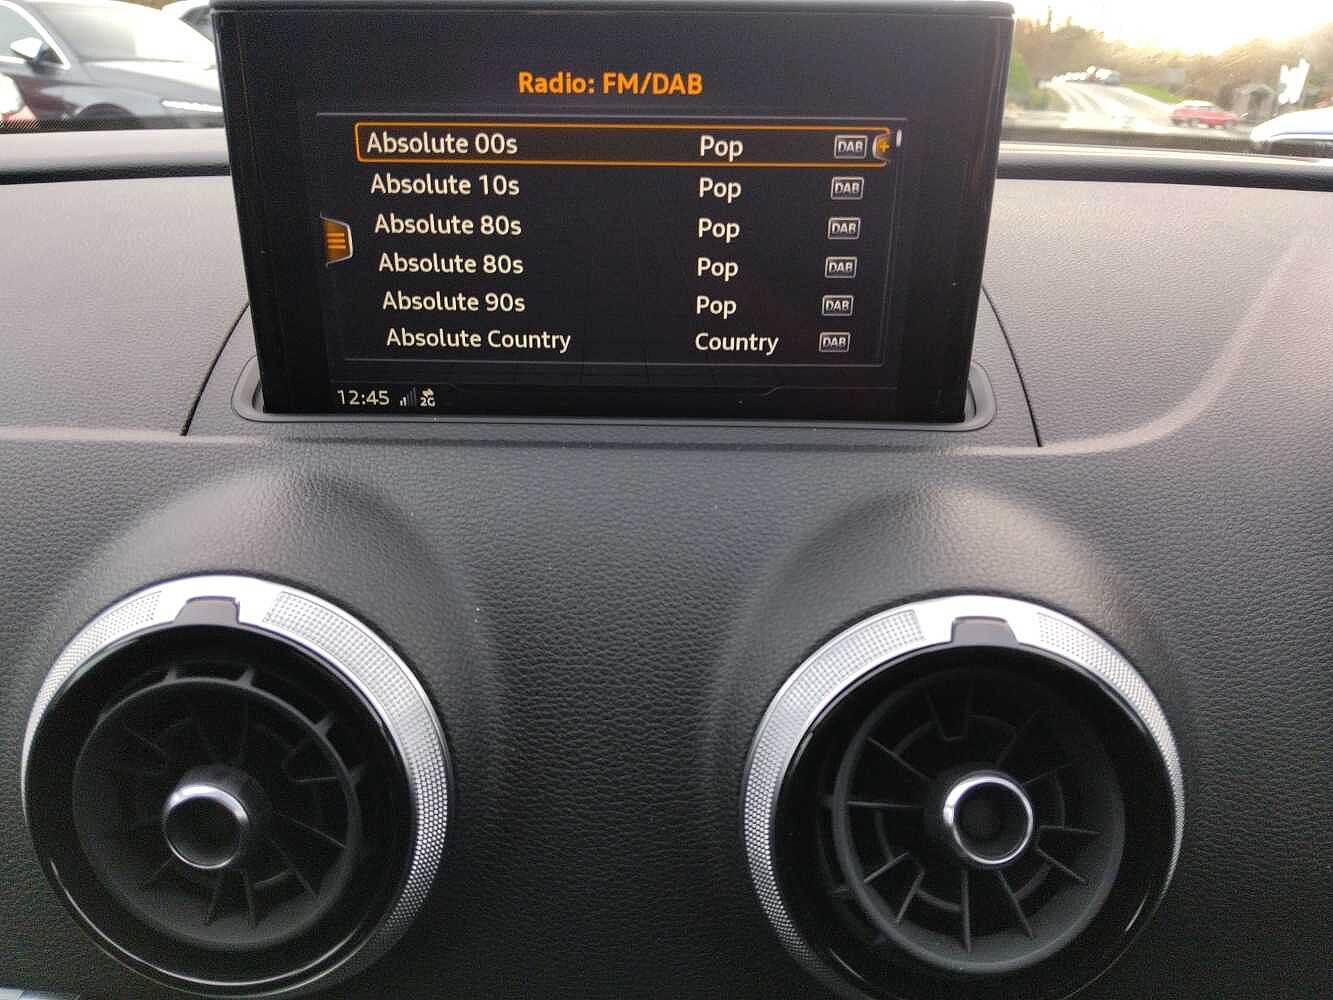 Radio: FM/DAB
Absolute 00s Pop DAB
Absolute 10s Pop DAB
Absolute 80s Pop DAB
Absolute 80s Pop DAB
Absolute 90s Pop DAB
Absolute Country Country DAB
12:45 2G